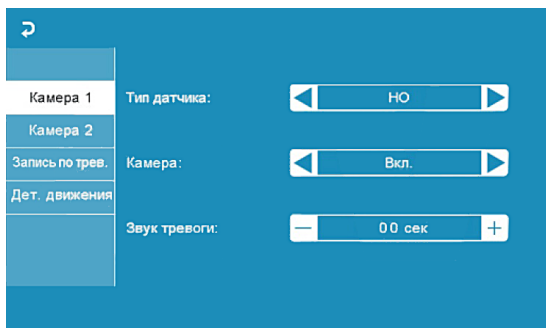 Камера 1
Камера 2
Запись по трев.
Дет. движения
Тип датчика: НО
Камера: Вкл.
Звук тревоги: — 00 сек +